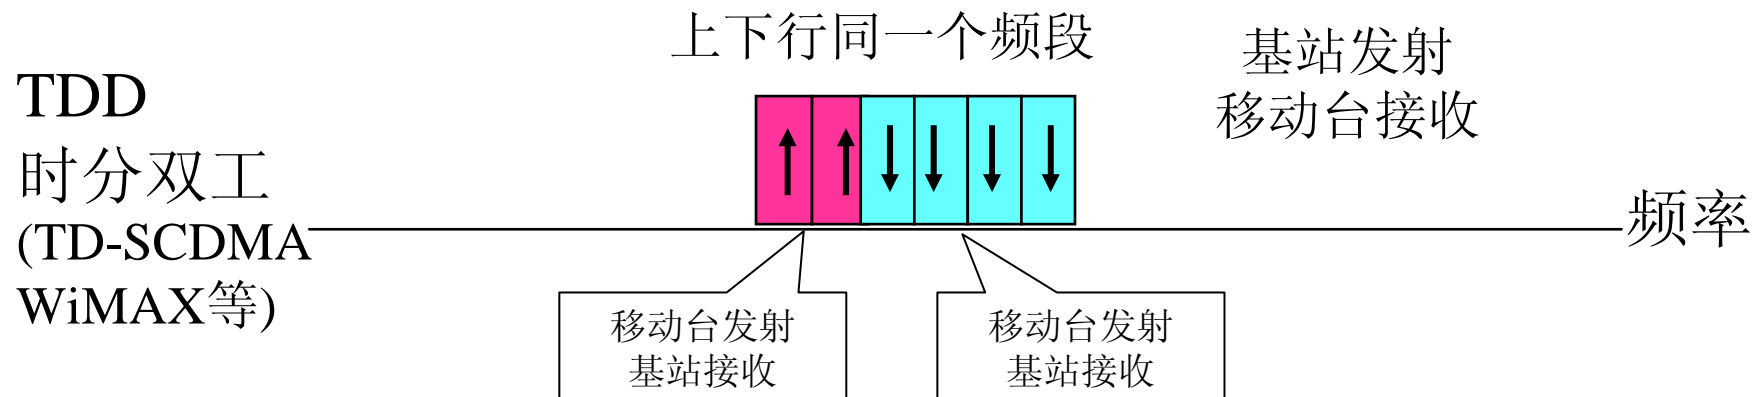 上下行同一个频段
基站发射
移动台接收
TDD
时分双工
(TD-SCDMA
WiMAX等)
频率
移动台发射
基站接收
移动台发射
基站接收